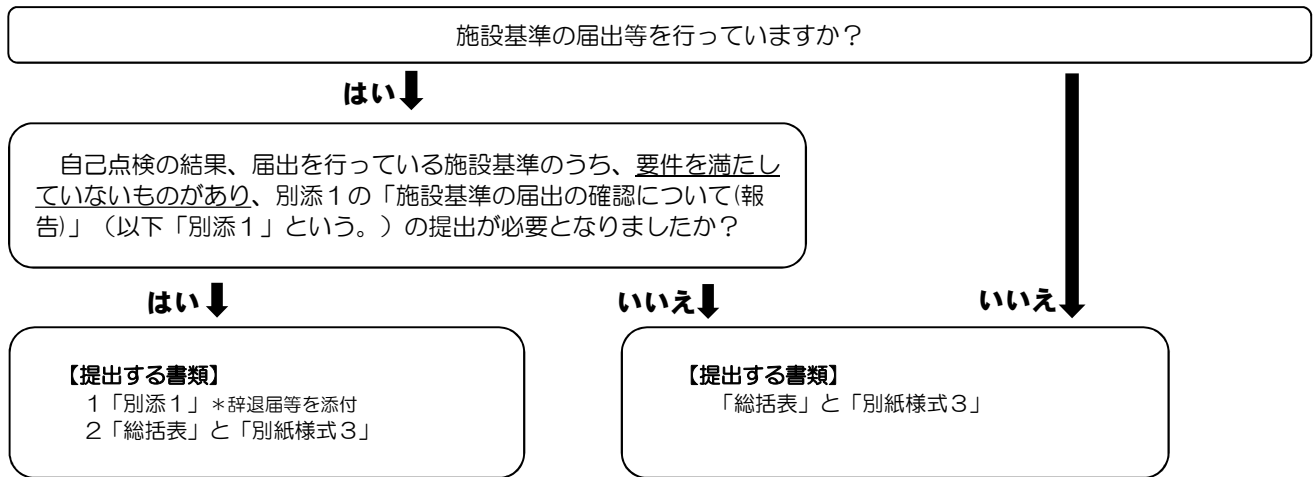 施設基準の届出等を行っていますか？
はい
自己点検の結果、届出を行っている施設基準のうち、要件を満たし
ていないものがあり、別添１の「施設基準の届出の確認について(報
告)」（以下「別添１」という。）の提出が必要となりましたか？
はい
いいえ
いいえ
【提出する書類】
１「別添１」＊辞退届等を添付
２「総括表」と「別紙様式３」
【提出する書類】
「総括表」と「別紙様式３」